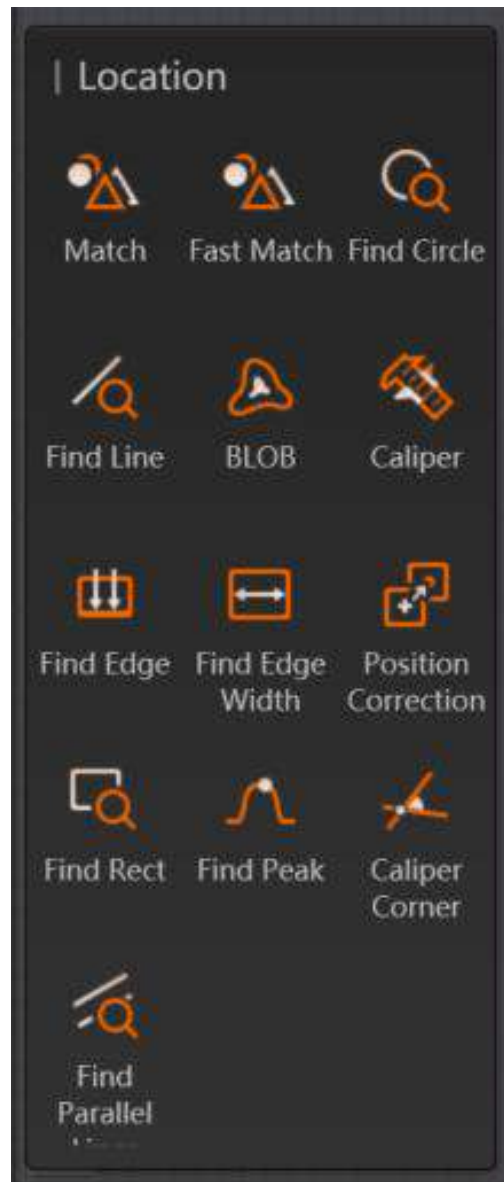 Location
Match Fast Match Find Circle
Find Line BLOB Caliper
Find Edge Find Edge Position
Width Correction
Find Rect Find Peak Caliper
Corner
Find
Parallel